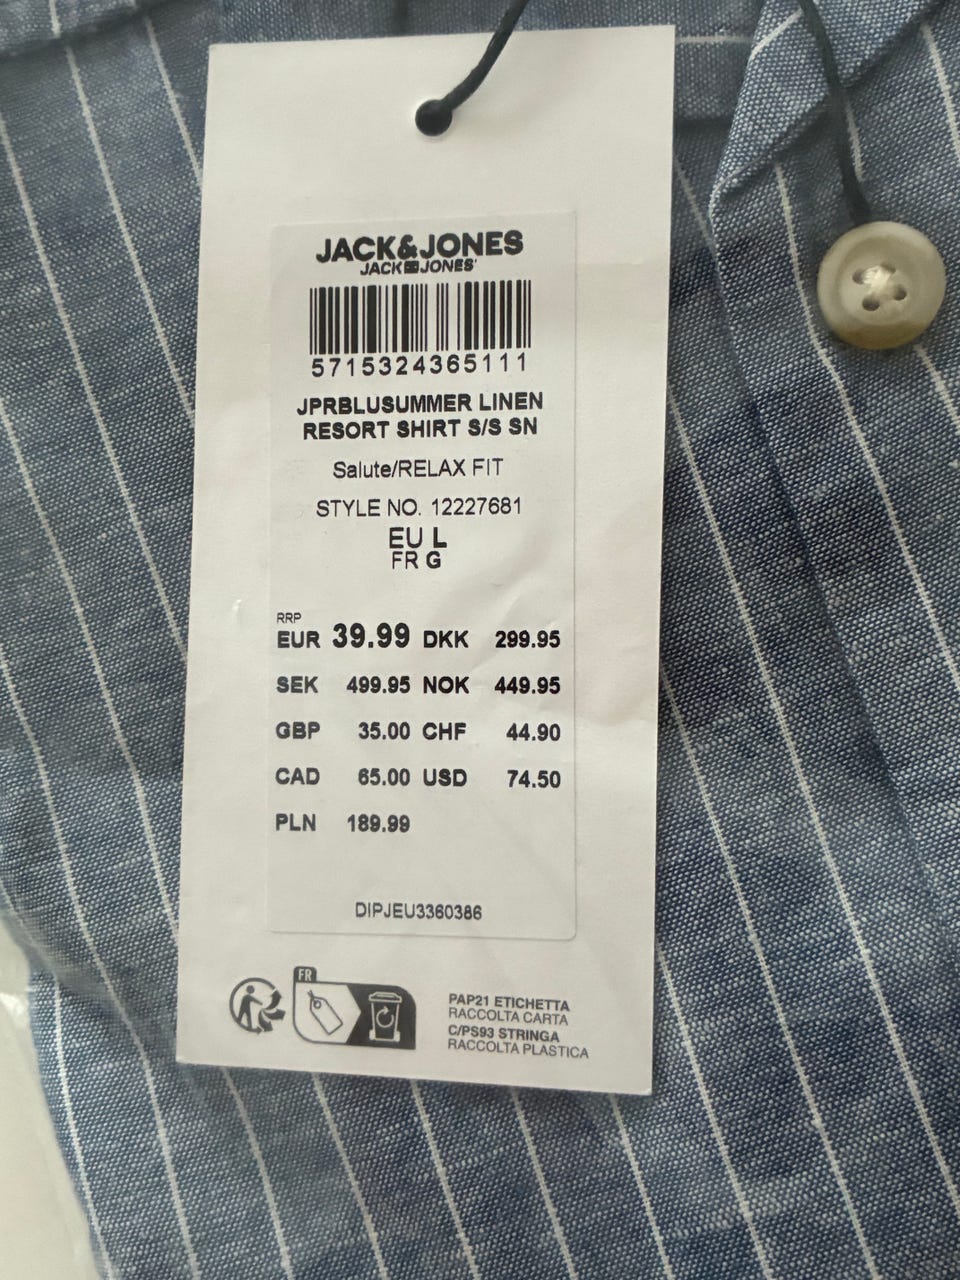 JACK&JONES
JACK JONES
5715324365111
JPRBLUSUMMER LINEN
RESORT SHIRT S/S SN
Salute/RELAX FIT
STYLE NO. 12227681
EU L
FR G
RRP
EUR 39.99 DKK 299.95
SEK 499.95 NOK 449.95
GBP 35.00 CHF 44.90
CAD 65.00 USD 74.50
PLN 189.99
DIPJEU3360386
FR
PAP21 ETICHETTA
RACCOLTA CARTA
C/PS93 STRINGA
RACCOLTA PLASTICA